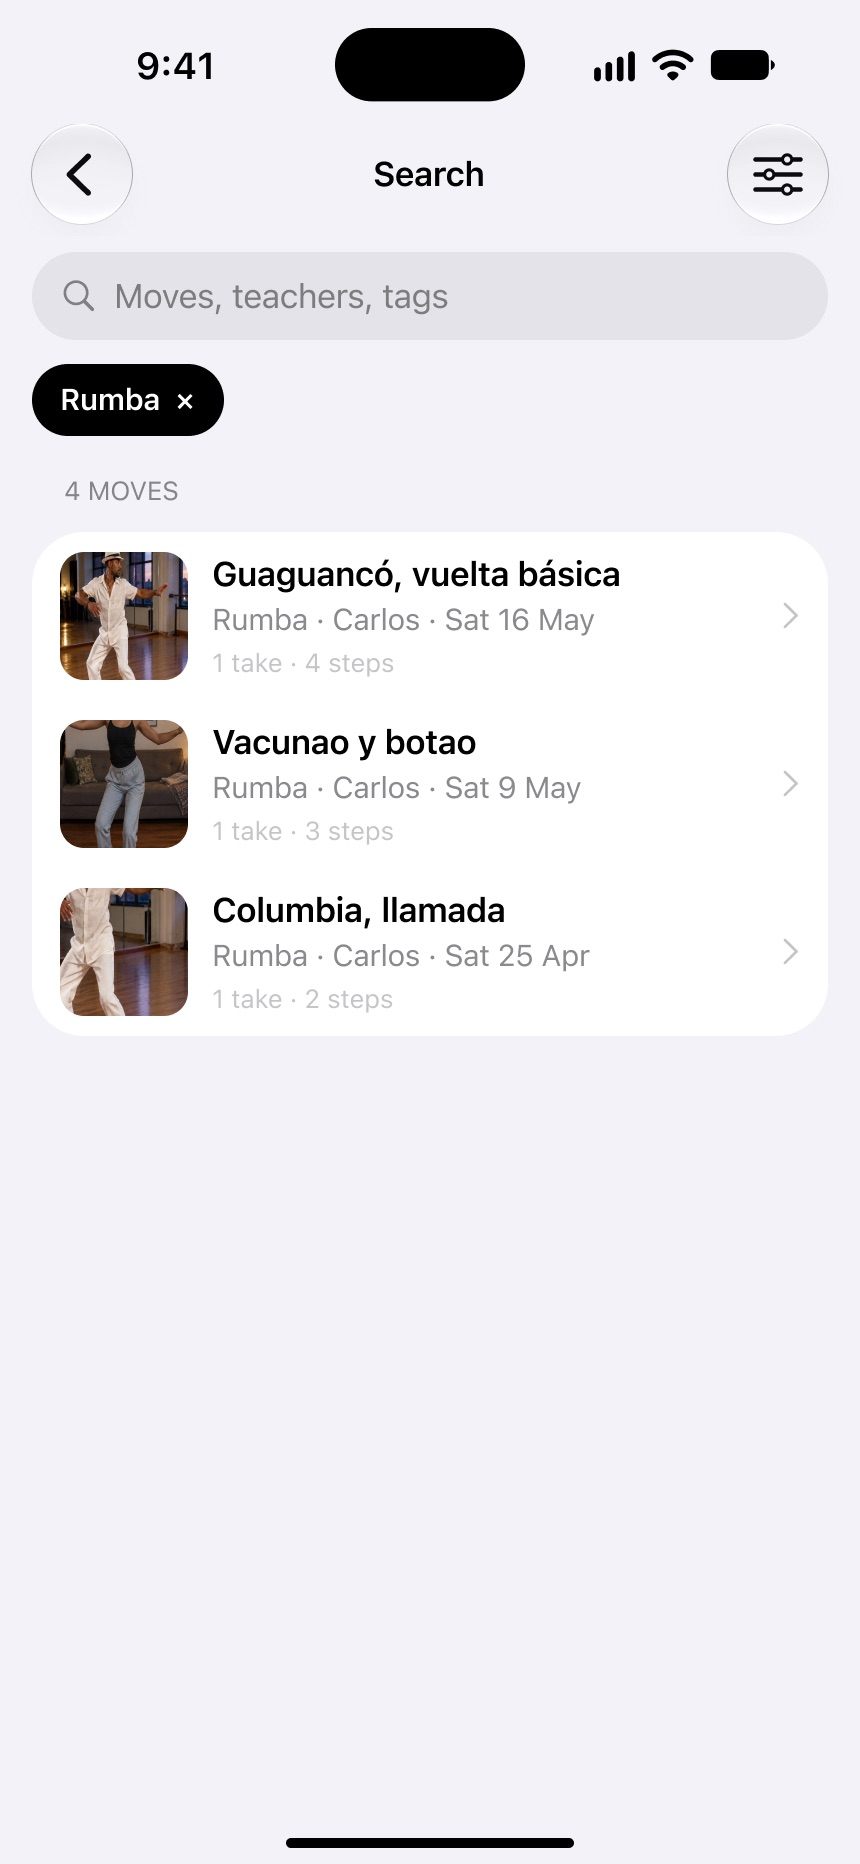 9:41
Search
Moves, teachers, tags
Rumba ×
4 MOVES
Guaguancó, vuelta básica
Rumba · Carlos · Sat 16 May
1 take · 4 steps
Vacunao y botao
Rumba · Carlos · Sat 9 May
1 take · 3 steps
Columbia, llamada
Rumba · Carlos · Sat 25 Apr
1 take · 2 steps